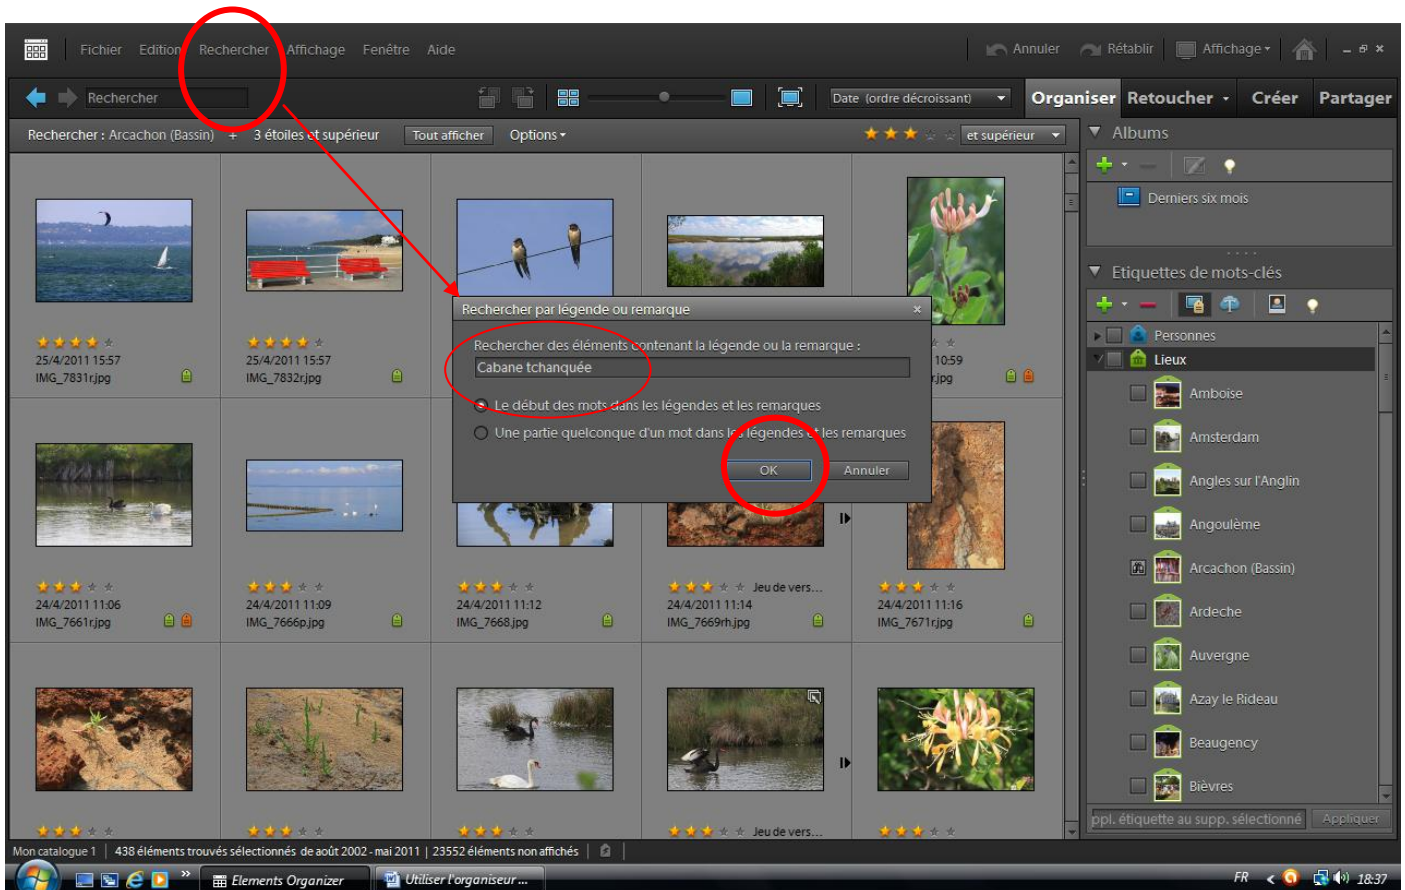 Fichier Edition Rechercher Affichage Fenêtre Aide
Annuler Rétablir Affichage
Rechercher
Date (ordre décroissant)
Organiser Retoucher Créer Partager
Rechercher : Arcachon (Bassin) + 3 étoiles et supérieur Tout afficher Options
et supérieur
Albums
Derniers six mois
Etiquettes de mots-clés
Personnes
Lieux
Amboise
Amsterdam
Angles sur l'Anglin
Angoulème
Arcachon (Bassin)
Ardeche
Auvergne
Azay le Rideau
Beaugency
Bièvres
ppl. étiquette au supp. sélectionné Appliquer
Rechercher par légende ou remarque
Rechercher des éléments contenant la légende ou la remarque :
Cabane tchanquée
Le début des mots dans les légendes et les remarques
Une partie quelconque d'un mot dans les légendes et les remarques
OK Annuler
25/4/2011 15:57
IMG_7831r.jpg
25/4/2011 15:57
IMG_7832r.jpg
10:59
r.jpg
24/4/2011 11:06
IMG_7661r.jpg
24/4/2011 11:09
IMG_7666p.jpg
24/4/2011 11:12
IMG_7668.jpg
Jeu de vers...
24/4/2011 11:14
IMG_7669rh.jpg
24/4/2011 11:16
IMG_7671r.jpg
Jeu de vers...
Mon catalogue 1 | 438 éléments trouvés sélectionnés de août 2002 - mai 2011 | 23552 éléments non affichés
Elements Organizer
Utiliser l'organiseur ...
FR
18:37